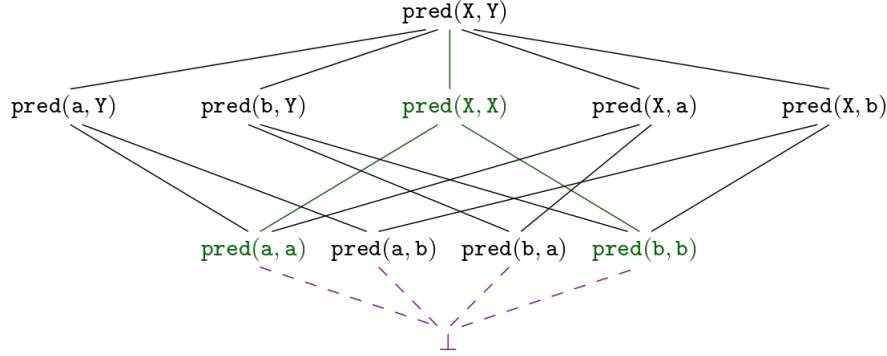 pred(X, Y)
pred(a, Y) pred(b, Y) pred(X, X) pred(X, a) pred(X, b)
pred(a, a) pred(a, b) pred(b, a) pred(b, b)
⊥